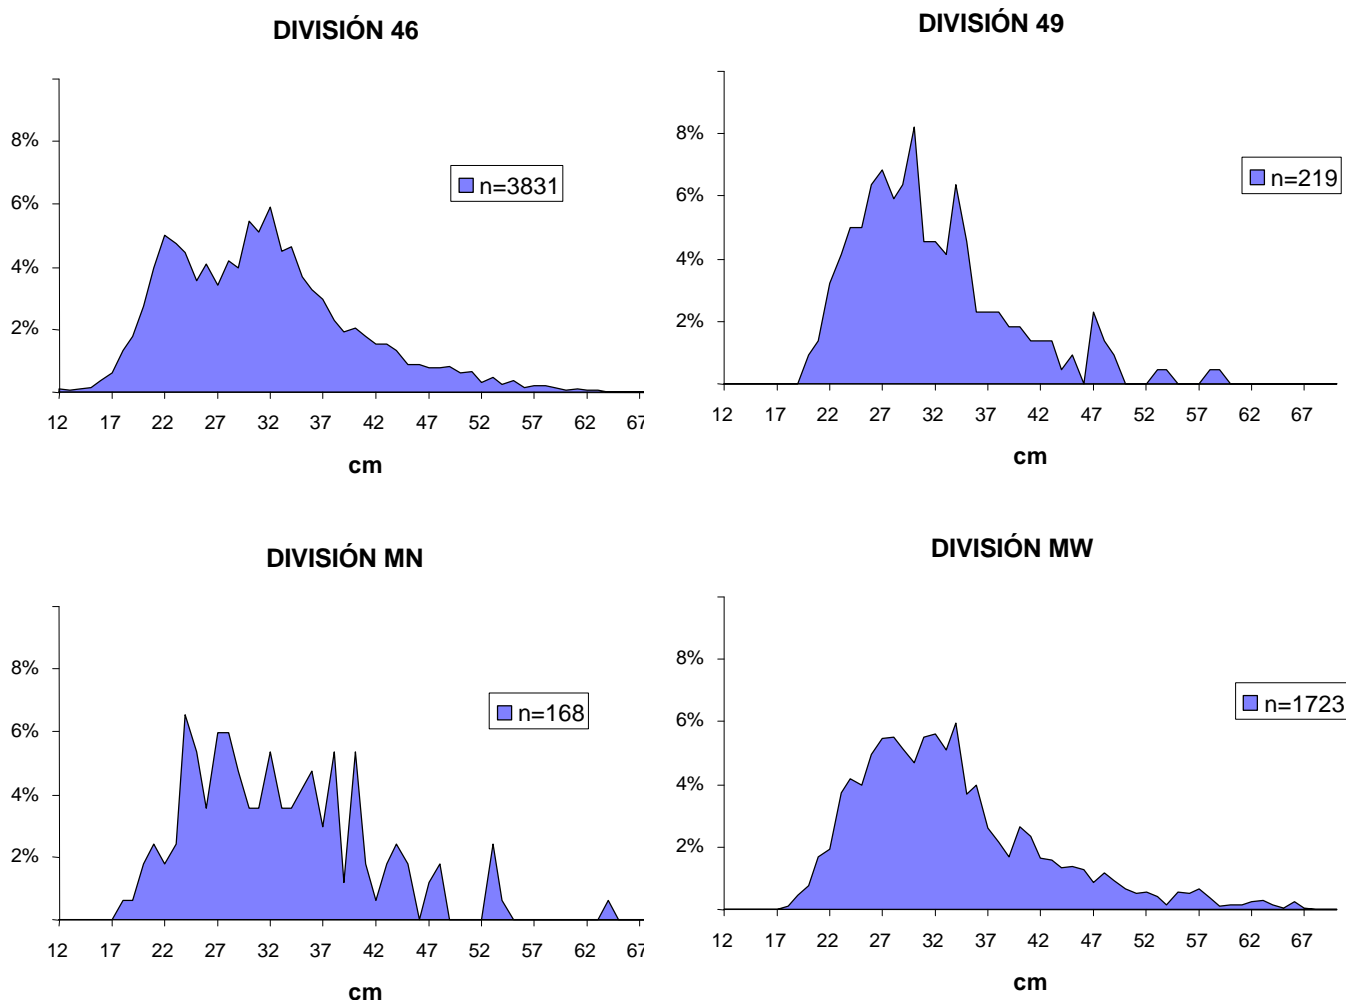 DIVISIÓN 46
8%
6%
4%
2%
n=3831
12 17 22 27 32 37 42 47 52 57 62 67
cm
DIVISIÓN 49
8%
6%
4%
2%
n=219
12 17 22 27 32 37 42 47 52 57 62 67
cm
DIVISIÓN MN
8%
6%
4%
2%
n=168
12 17 22 27 32 37 42 47 52 57 62 67
cm
DIVISIÓN MW
8%
6%
4%
2%
n=1723
12 17 22 27 32 37 42 47 52 57 62 67
cm